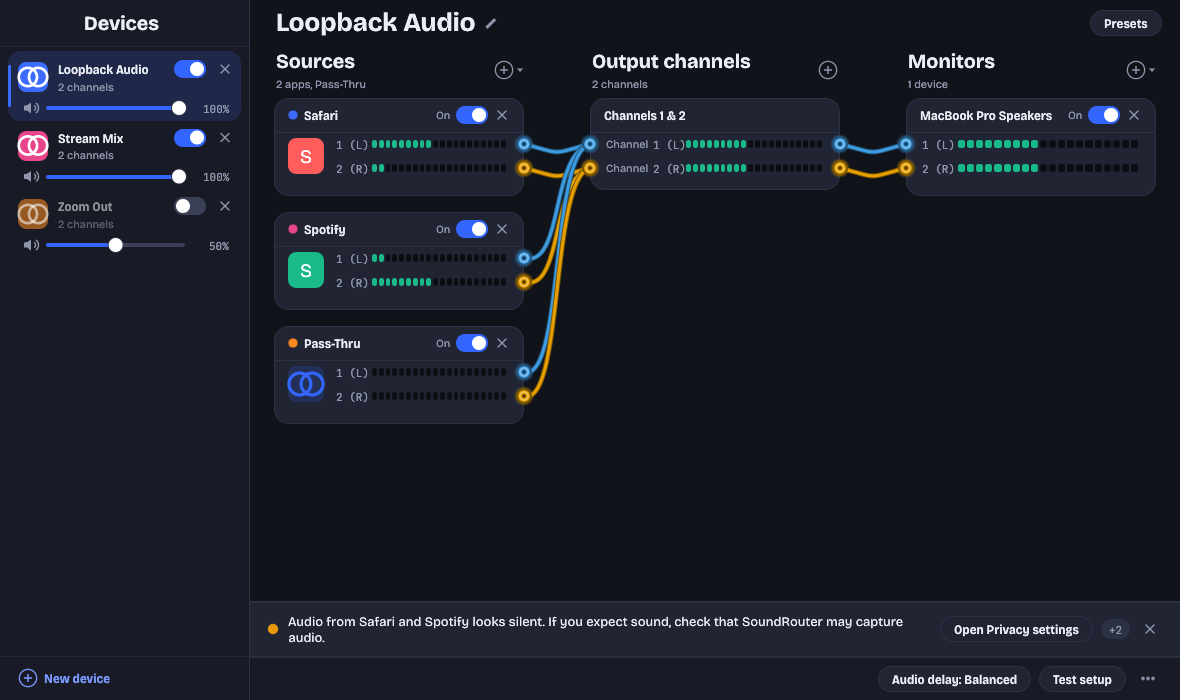 Devices
Loopback Audio
2 channels
100%
Stream Mix
2 channels
100%
Zoom Out
2 channels
50%
New device
Loopback Audio
Presets
Sources
2 apps, Pass-Thru
Output channels
2 channels
Monitors
1 device
Safari
On
S
1 (L)
2 (R)
Spotify
On
S
1 (L)
2 (R)
Pass-Thru
On
1 (L)
2 (R)
Channels 1 & 2
Channel 1 (L)
Channel 2 (R)
MacBook Pro Speakers
On
1 (L)
2 (R)
Audio from Safari and Spotify looks silent. If you expect sound, check that SoundRouter may capture
audio.
Open Privacy settings
+2
Audio delay: Balanced
Test setup